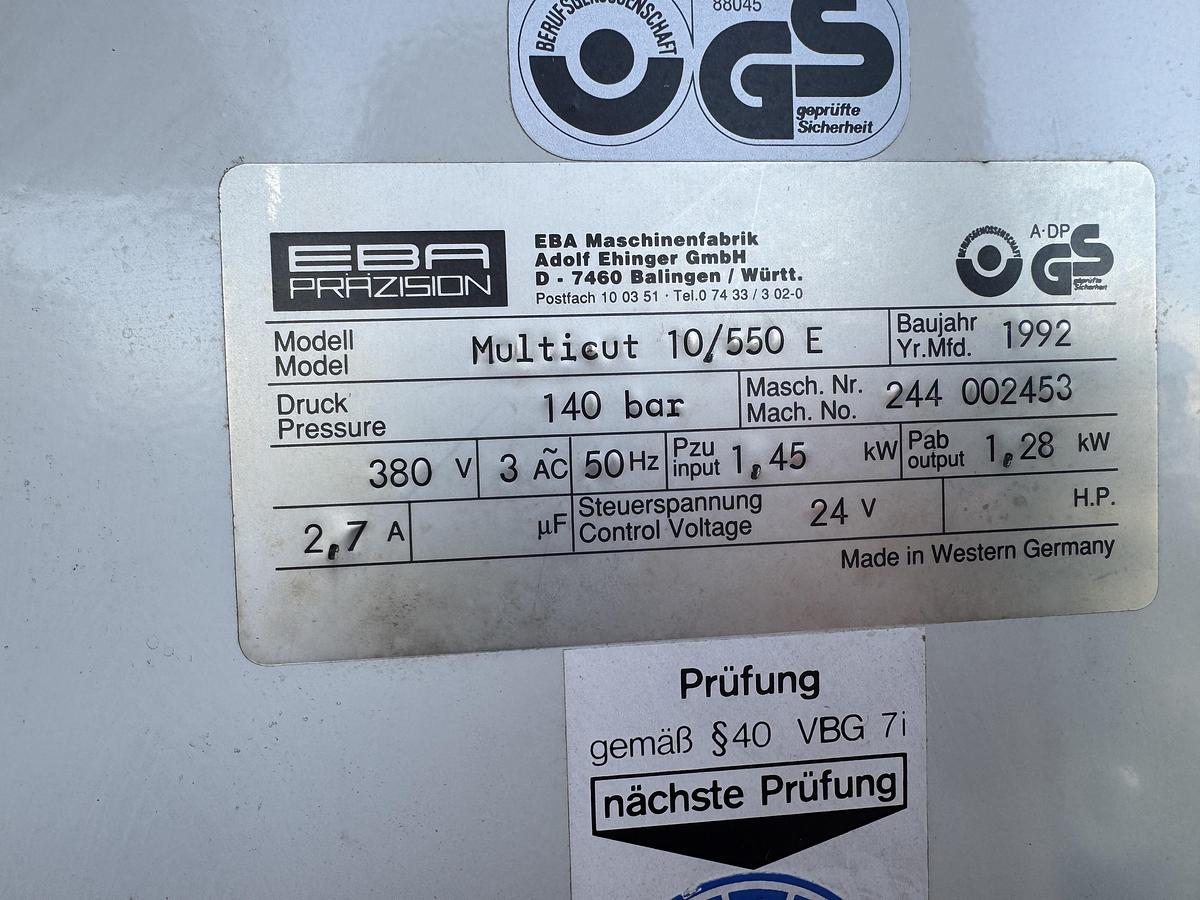 BERUFSGENOSSENSCHAFT
88045
GS
geprüfte
Sicherheit
EBA
PRÄZISION
EBA Maschinenfabrik
Adolf Ehinger GmbH
D - 7460 Balingen / Württ.
Postfach 10 03 51 · Tel.0 74 33 / 3 02-0
BERUFSGENOSSENSCHAFT
A·DP
GS
geprüfte
Sicherheit
Modell
Model
Multicut 10/550 E
Baujahr
Yr.Mfd.
1992
Druck
Pressure
140 bar
Masch. Nr.
Mach. No.
244 002453
380 V
3 AC~
50 Hz
Pzu
input
1,45 kW
Pab
output
1,28 kW
2,7 A
µF
Steuerspannung
Control Voltage
24 V
H.P.
Made in Western Germany
Prüfung
gemäß §40 VBG 7i
nächste Prüfung